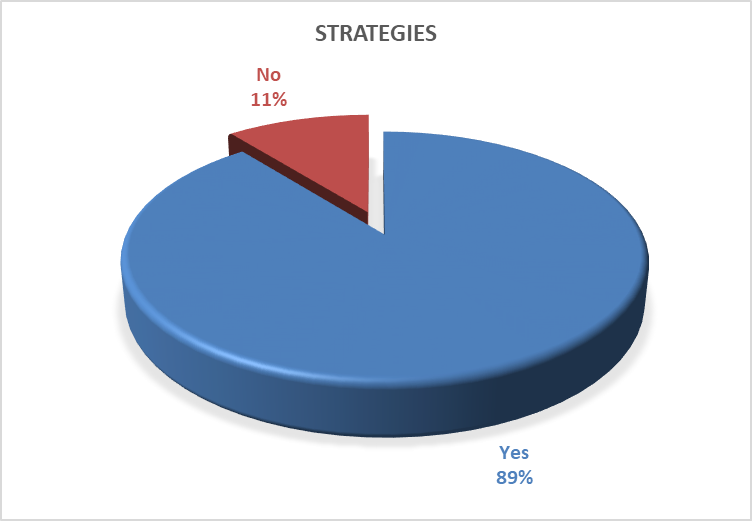 STRATEGIES
No
11%
Yes
89%